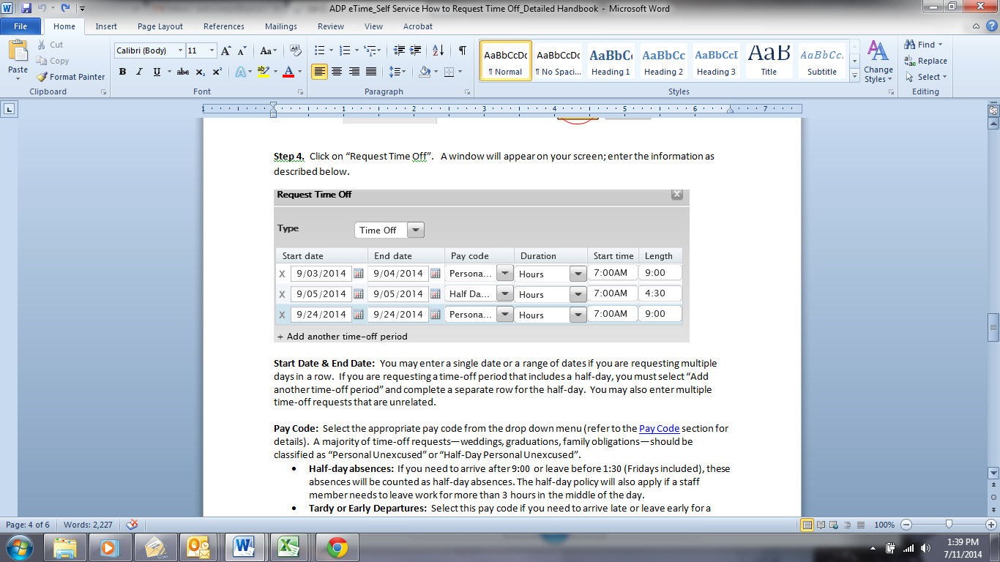 ADP eTime_Self Service How to Request Time Off_Detailed Handbook - Microsoft Word
File Home Insert Page Layout References Mailings Review View Acrobat
Paste
Cut
Copy
Format Painter
Clipboard
Calibri (Body) 11
Font
Paragraph
AaBbCcDc AaBbCcDc AaBbCc AaBbCc AaBbCcI AaB AaBbCcI
¶ Normal ¶ No Spaci... Heading 1 Heading 2 Heading 3 Title Subtitle
Change Styles
Styles
Find
Replace
Select
Editing
1 1 2 3 4 5 6 7
Step 4. Click on “Request Time Off”. A window will appear on your screen; enter the information as
described below.
Request Time Off
Type Time Off
Start date End date Pay code Duration Start time Length
X 9/03/2014 9/04/2014 Persona... Hours 7:00AM 9:00
X 9/05/2014 9/05/2014 Half Da... Hours 7:00AM 4:30
X 9/24/2014 9/24/2014 Persona... Hours 7:00AM 9:00
+ Add another time-off period
Start Date & End Date: You may enter a single date or a range of dates if you are requesting multiple
days in a row. If you are requesting a time-off period that includes a half-day, you must select “Add
another time-off period” and complete a separate row for the half-day. You may also enter multiple
time-off requests that are unrelated.
Pay Code: Select the appropriate pay code from the drop down menu (refer to the Pay Code section for
details). A majority of time-off requests—weddings, graduations, family obligations—should be
classified as “Personal Unexcused” or “Half-Day Personal Unexcused”.
• Half-day absences: If you need to arrive after 9:00 or leave before 1:30 (Fridays included), these
absences will be counted as half-day absences. The half-day policy will also apply if a staff
member needs to leave work for more than 3 hours in the middle of the day.
• Tardy or Early Departures: Select this pay code if you need to arrive late or leave early for a
Page: 4 of 6 Words: 2,227 100%
1:39 PM
7/11/2014